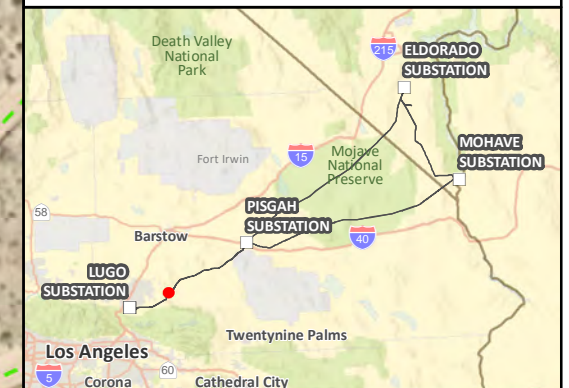 Death Valley
National
Park
215
ELDORADO
SUBSTATION
Fort Irwin
15
Mojave
National
Preserve
MOHAVE
SUBSTATION
58
PISGAH
SUBSTATION
Barstow
40
LUGO
SUBSTATION
Twentynine Palms
Los Angeles
60
5
Corona
Cathedral City